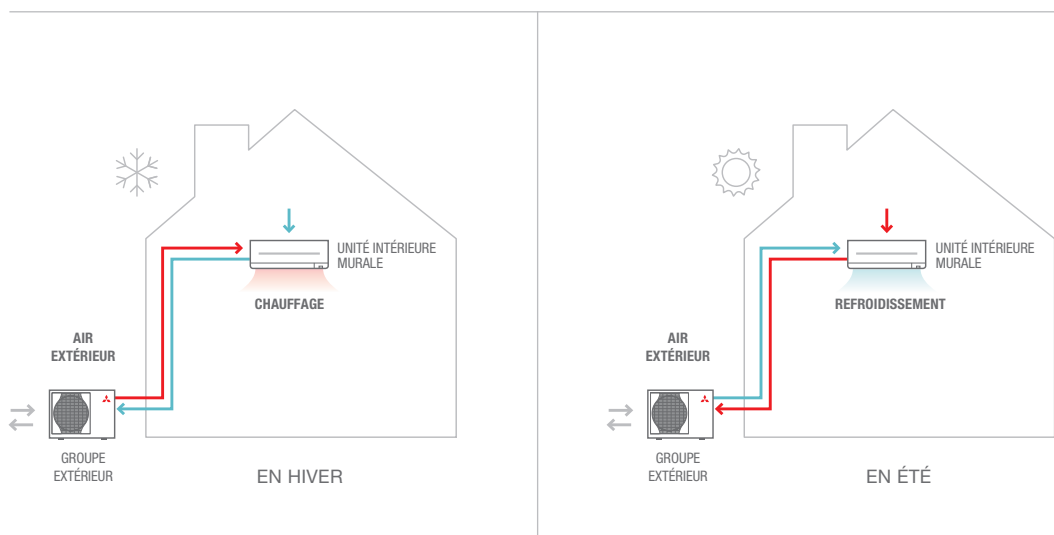 UNITÉ INTÉRIEURE
MURALE
CHAUFFAGE
AIR
EXTÉRIEUR
GROUPE
EXTÉRIEUR
EN HIVER
UNITÉ INTÉRIEURE
MURALE
REFROIDISSEMENT
AIR
EXTÉRIEUR
GROUPE
EXTÉRIEUR
EN ÉTÉ